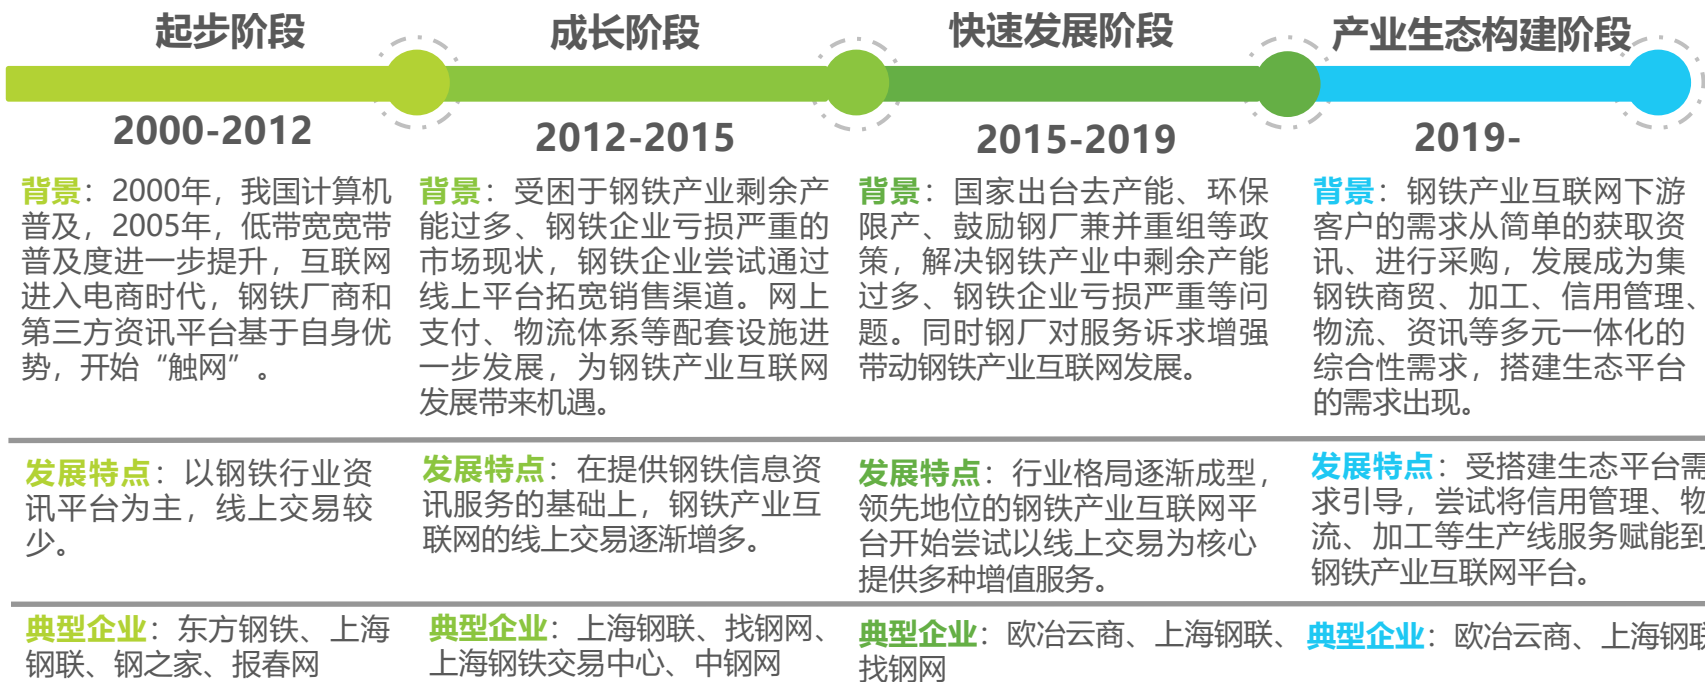 起步阶段
2000-2012
背景：2000年，我国计算机
普及，2005年，低带宽宽带
普及度进一步提升，互联网
进入电商时代，钢铁厂商和
第三方资讯平台基于自身优
势，开始“触网”。
发展特点：以钢铁行业资
讯平台为主，线上交易较
少。
典型企业：东方钢铁、上海
钢联、钢之家、报春网
成长阶段
2012-2015
背景：受困于钢铁产业剩余产
能过多、钢铁企业亏损严重的
市场现状，钢铁企业尝试通过
线上平台拓宽销售渠道。网上
支付、物流体系等配套设施进
一步发展，为钢铁产业互联网
发展带来机遇。
发展特点：在提供钢铁信息资
讯服务的基础上，钢铁产业互
联网的线上交易逐渐增多。
典型企业：上海钢联、找钢网、
上海钢铁交易中心、中钢网
快速发展阶段
2015-2019
背景：国家出台去产能、环保
限产、鼓励钢厂兼并重组等政
策，解决钢铁产业中剩余产能
过多、钢铁企业亏损严重等问
题。同时钢厂对服务诉求增强
带动钢铁产业互联网发展。
发展特点：行业格局逐渐成型，
领先地位的钢铁产业互联网平
台开始尝试以线上交易为核心
提供多种增值服务。
典型企业：欧冶云商、上海钢联、
找钢网
产业生态构建阶段
2019-
背景：钢铁产业互联网下游
客户的需求从简单的获取资
讯、进行采购，发展成为集
钢铁商贸、加工、信用管理、
物流、资讯等多元一体化的
综合性需求，搭建生态平台
的需求出现。
发展特点：受搭建生态平台需
求引导，尝试将信用管理、物
流、加工等生产线服务赋能到
钢铁产业互联网平台。
典型企业：欧冶云商、上海钢联